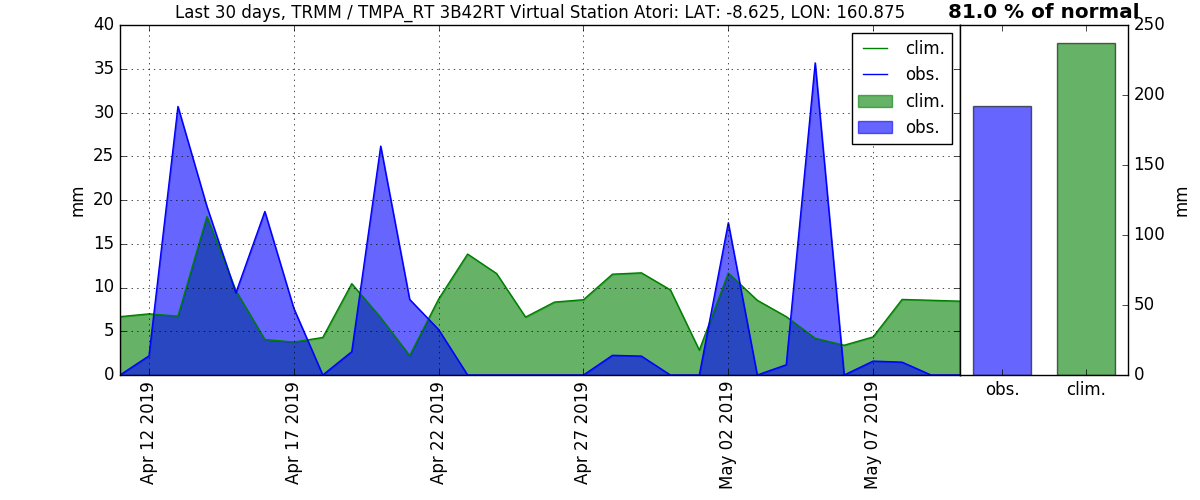 Last 30 days, TRMM / TMPA_RT 3B42RT Virtual Station Atori: LAT: -8.625, LON: 160.875
81.0 % of normal
40
35
30
25
20
15
10
5
0
mm
clim.
obs.
clim.
obs.
250
200
150
100
50
0
mm
obs.
clim.
Apr 12 2019
Apr 17 2019
Apr 22 2019
Apr 27 2019
May 02 2019
May 07 2019